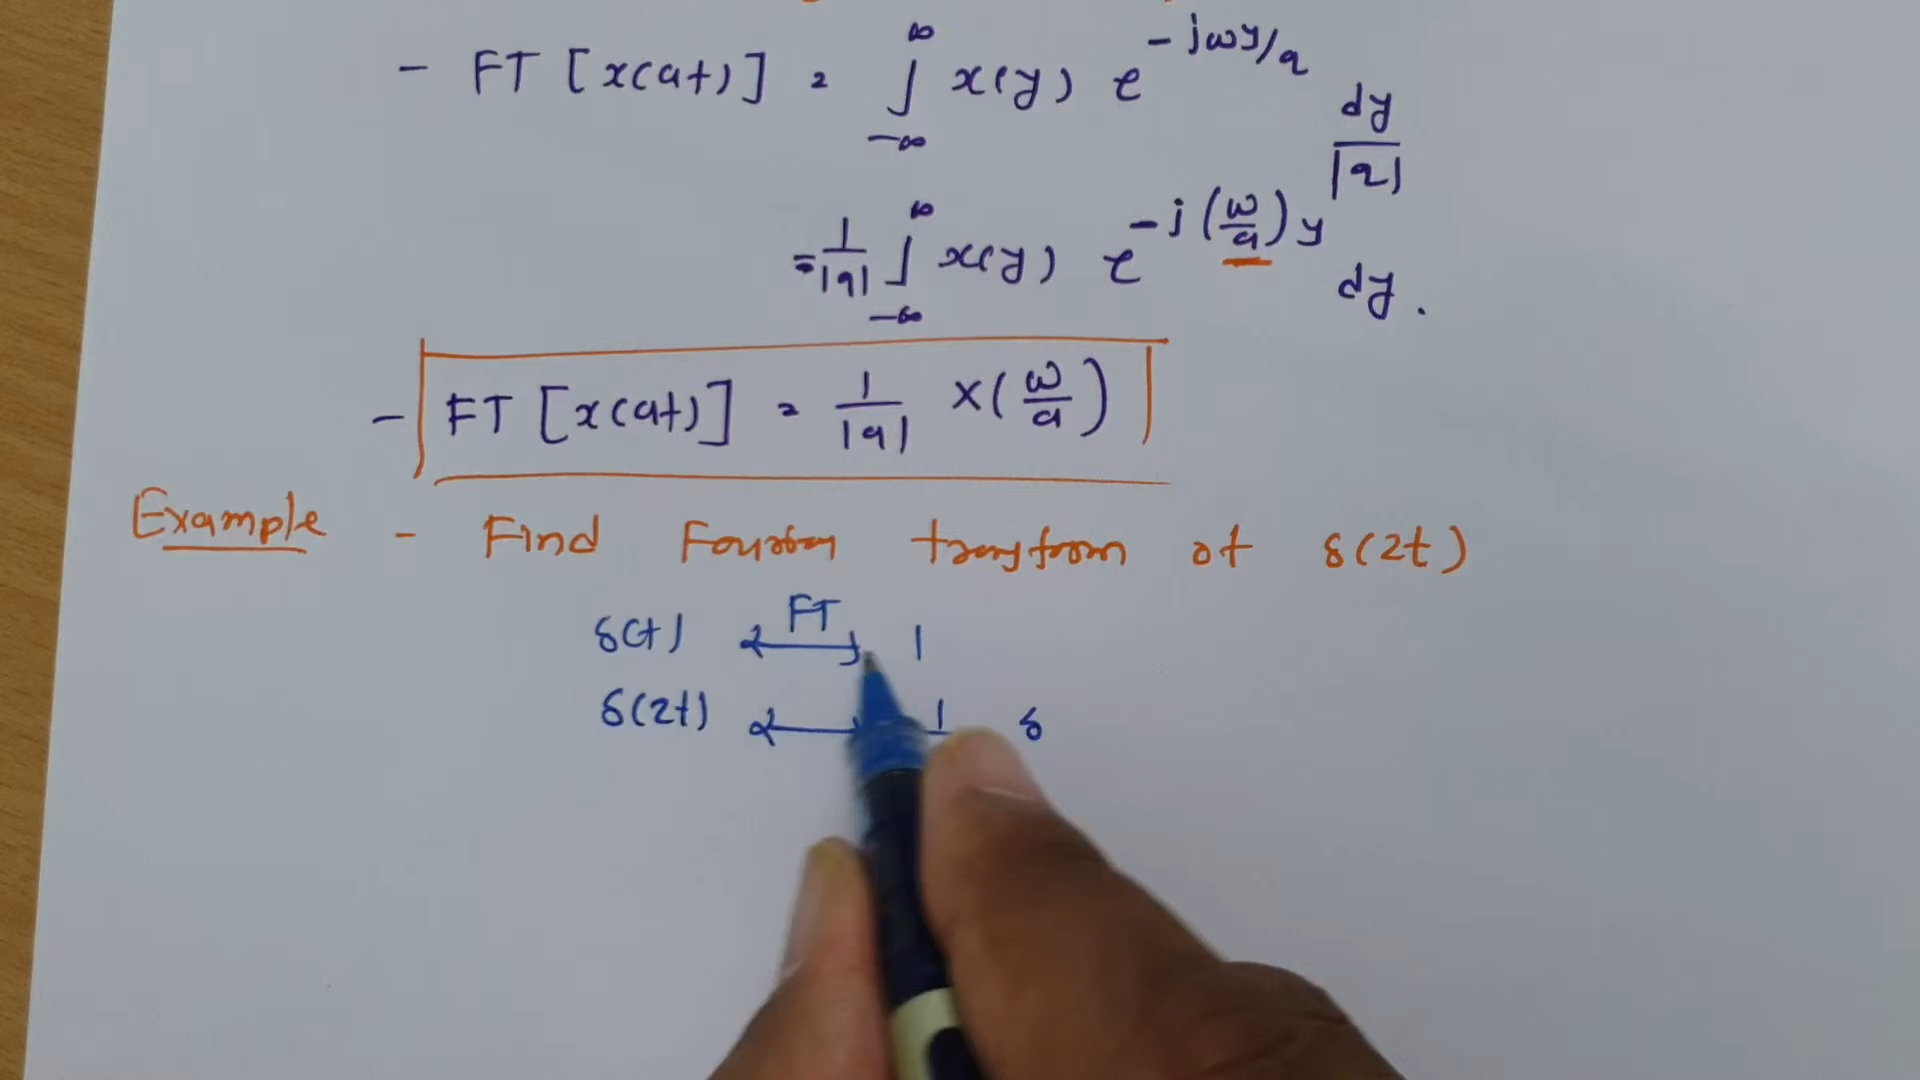 - FT [x(at)] = ∫_{-∞}^{∞} x(y) e^{-jωy/a} dy/|a|
= 1/|a| ∫_{-∞}^{∞} x(y) e^{-j(ω/a)y} dy.
- FT [x(at)] = 1/|a| X(ω/a)
Example - Find Fourier transform of δ(2t)
δ(t) ⟷ FT 1
δ(2t) ⟷ 1 δ